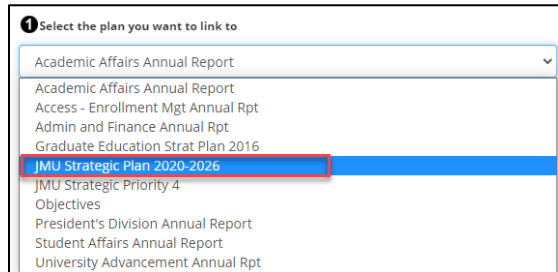 1 Select the plan you want to link to
Academic Affairs Annual Report
Academic Affairs Annual Report
Access - Enrollment Mgt Annual Rpt
Admin and Finance Annual Rpt
Graduate Education Strat Plan 2016
JMU Strategic Plan 2020-2026
JMU Strategic Priority 4
Objectives
President's Division Annual Report
Student Affairs Annual Report
University Advancement Annual Rpt